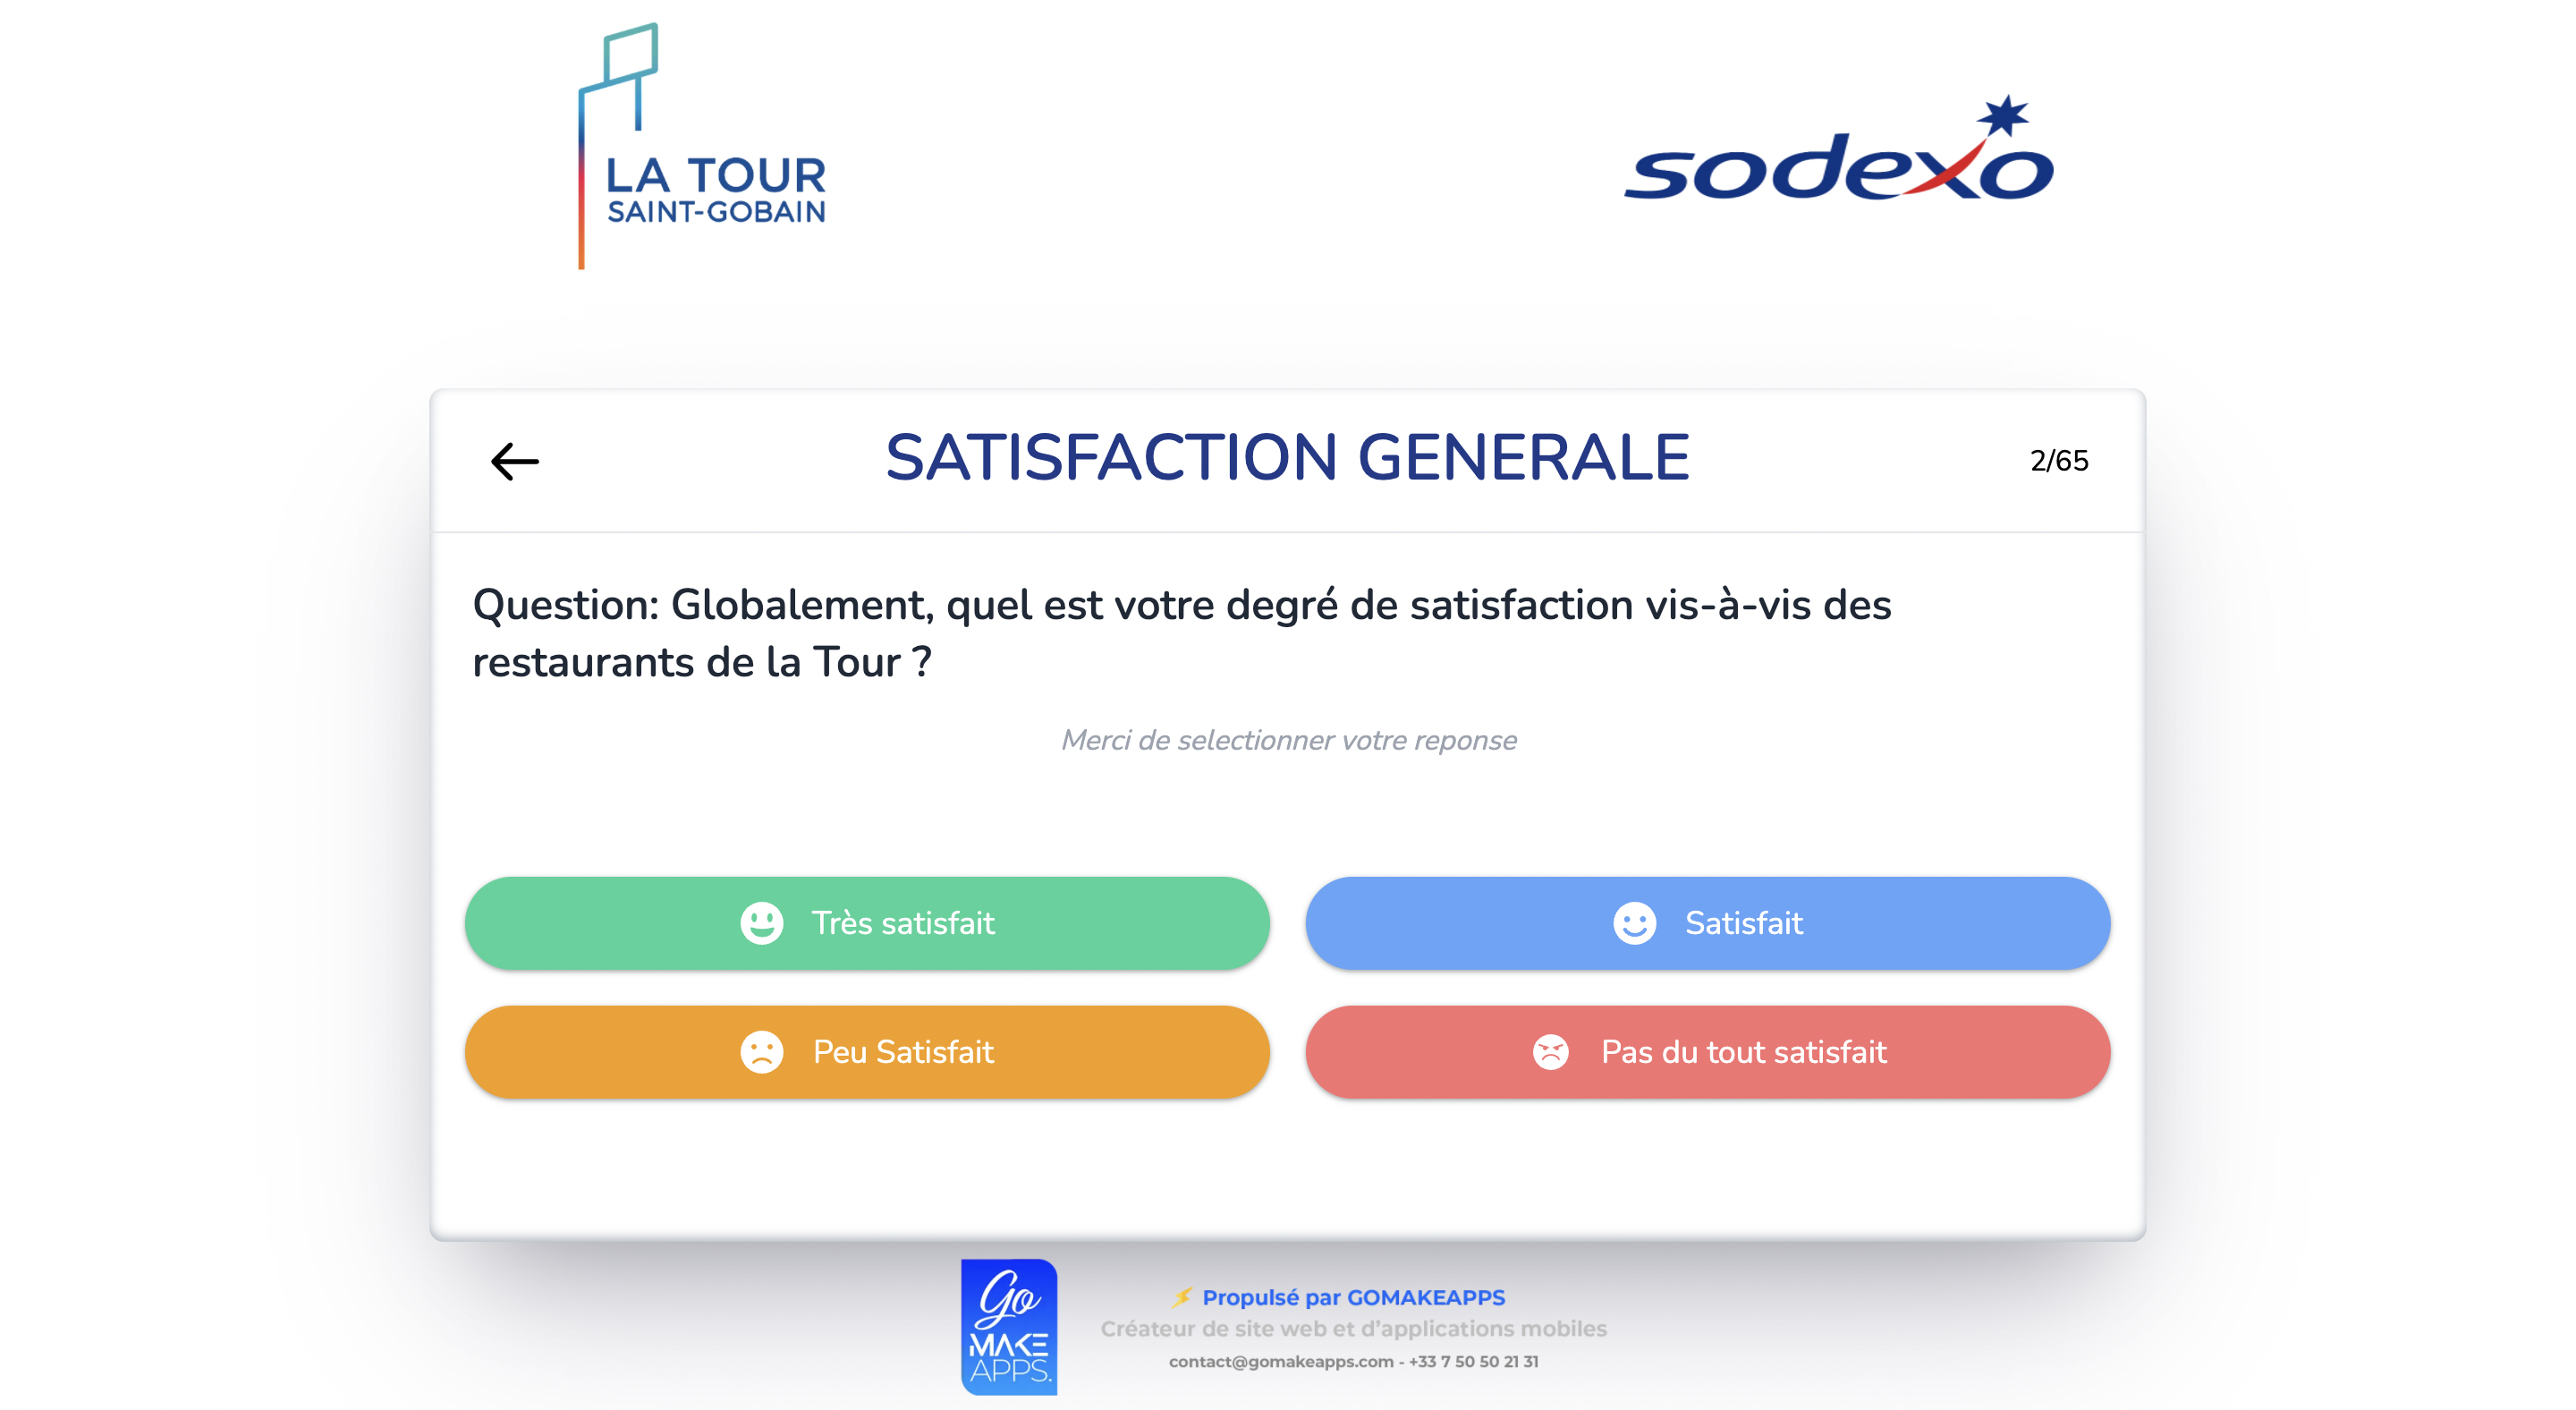 LA TOUR
SAINT-GOBAIN
sodexo
SATISFACTION GENERALE
2/65
Question: Globalement, quel est votre degré de satisfaction vis-à-vis des
restaurants de la Tour ?
Merci de selectionner votre reponse
Très satisfait
Satisfait
Peu Satisfait
Pas du tout satisfait
Go
MAKE
APPS.
⚡ Propulsé par GOMAKEAPPS
Créateur de site web et d’applications mobiles
contact@gomakeapps.com - +33 7 50 50 21 31